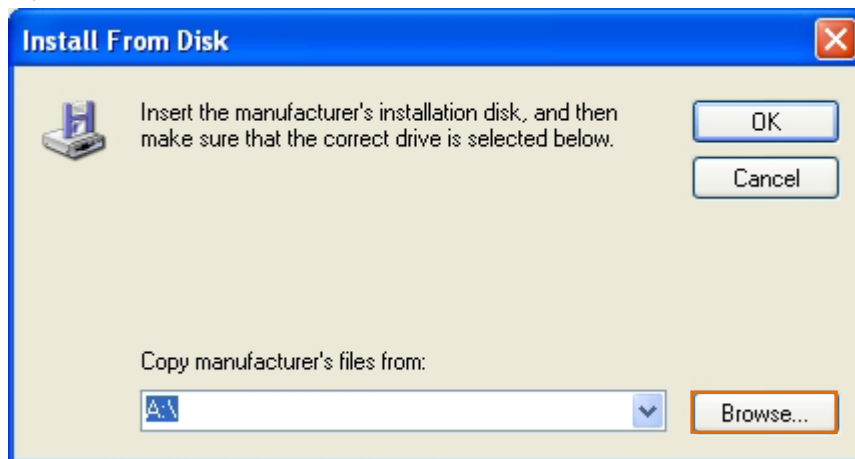 Install From Disk
Insert the manufacturer's installation disk, and then
make sure that the correct drive is selected below.
OK
Cancel
Copy manufacturer's files from:
A:\
Browse...